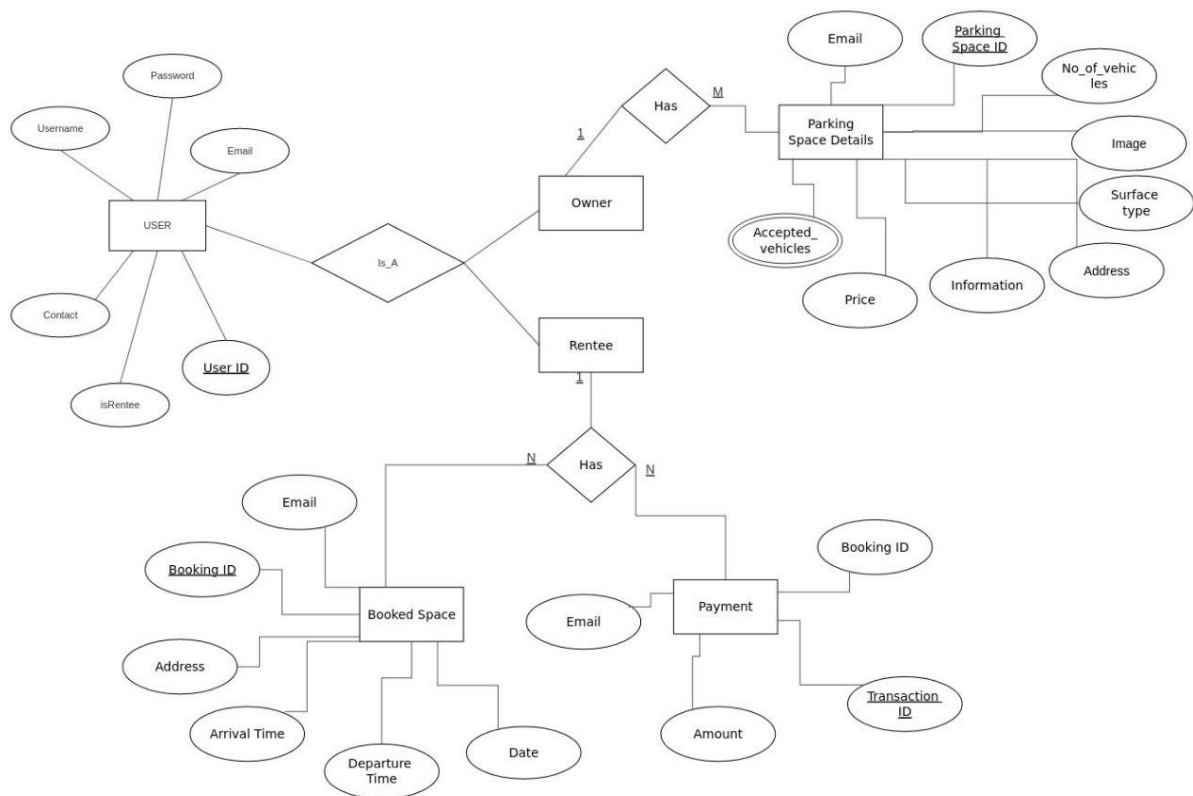 Email
Parking
Space ID
No_of_vehic
les
Password
Has
M
1
Parking
Space Details
Username
Email
Image
Owner
Surface
type
USER
Accepted_
vehicles
Is_A
Address
Information
Price
Contact
Rentee
User ID
1
isRentee
N
Has
N
Email
Booking ID
Booking ID
Booked Space
Payment
Email
Address
Transaction
ID
Arrival Time
Amount
Date
Departure
Time